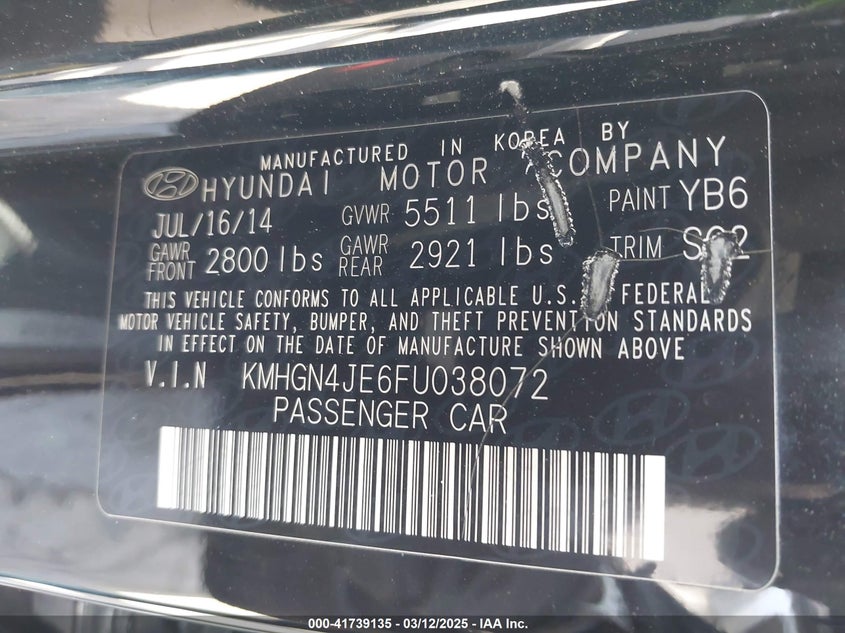 MANUFACTURED IN KOREA BY
HYUNDAI MOTOR COMPANY
JUL/16/14 GVWR 5511 lbs PAINT YB6
GAWR FRONT 2800 lbs GAWR REAR 2921 lbs TRIM
THIS VEHICLE CONFORMS TO ALL APPLICABLE U.S. FEDERAL
MOTOR VEHICLE SAFETY, BUMPER, AND THEFT PREVENTION STANDARDS
IN EFFECT ON THE DATE OF MANUFACTURE SHOWN ABOVE
V.I.N KMHGN4JE6FU038072
PASSENGER CAR
000-41739135 - 03/12/2025 - IAA Inc.